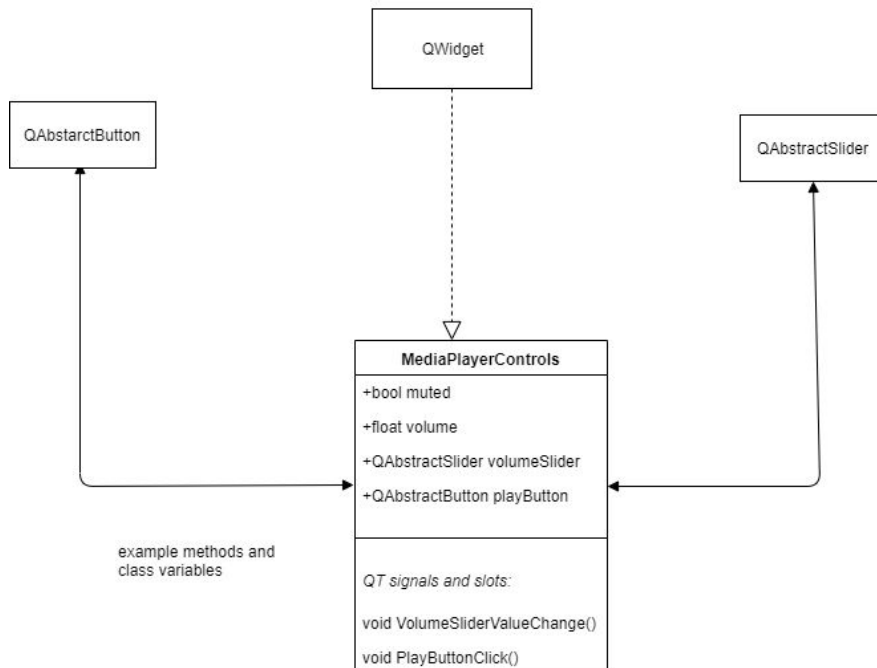 QWidget
QAbstarctButton
QAbstractSlider
MediaPlayerControls
+bool muted
+float volume
+QAbstractSlider volumeSlider
+QAbstractButton playButton
example methods and
class variables
QT signals and slots:
void VolumeSliderValueChange()
void PlayButtonClick()